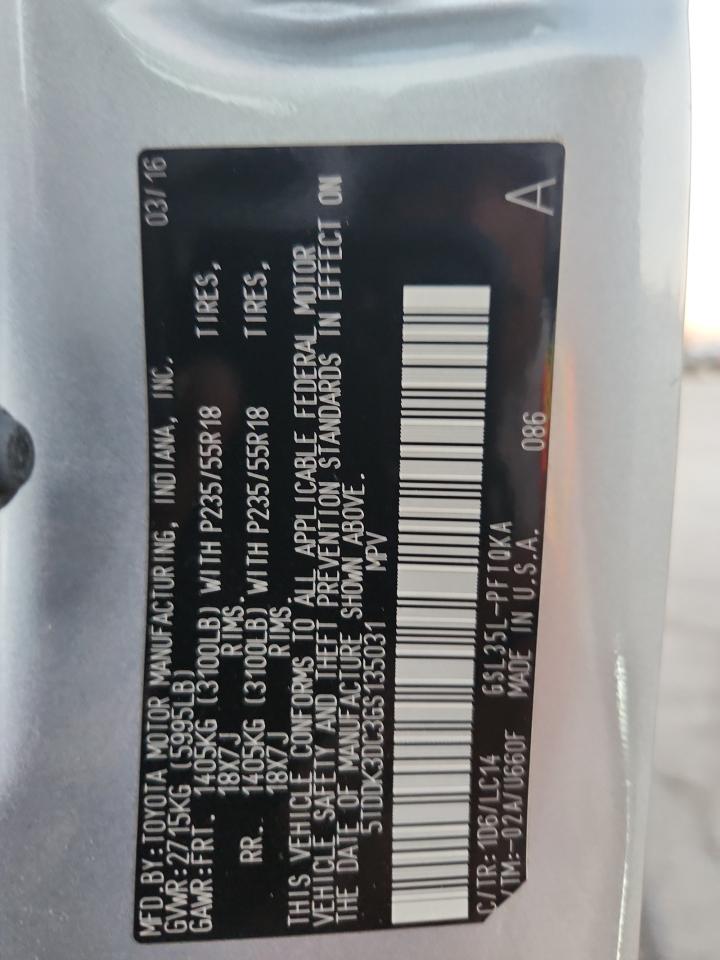 MFD.BY:TOYOTA MOTOR MANUFACTURING, INDIANA, INC. 03/16
GVWR:2715KG (5995LB)
GAWR:FRT. 1405KG (3100LB) WITH P235/55R18 TIRES,
18X7J RIMS.
RR. 1405KG (3100LB) WITH P235/55R18 TIRES,
18X7J RIMS.
THIS VEHICLE CONFORMS TO ALL APPLICABLE FEDERAL MOTOR
VEHICLE SAFETY AND THEFT PREVENTION STANDARDS IN EFFECT ON
THE DATE OF MANUFACTURE SHOWN ABOVE.
5TDDK3DC3GS135031 MPV
C/TR:1D6/LC14 GSL35L-PFTQKA 086 A
A/TM:-02A/U660F MADE IN U.S.A.